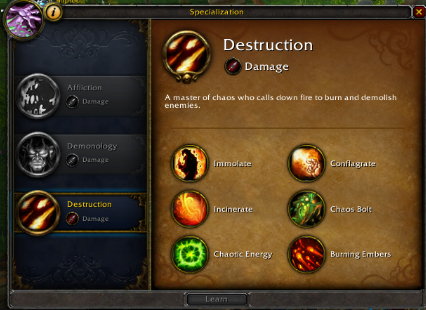 Specialization
Affliction
Damage
Demonology
Damage
Destruction
Damage
Destruction
Damage
A master of chaos who calls down fire to burn and demolish
enemies.
Immolate
Conflagrate
Incinerate
Chaos Bolt
Chaotic Energy
Burning Embers
Learn